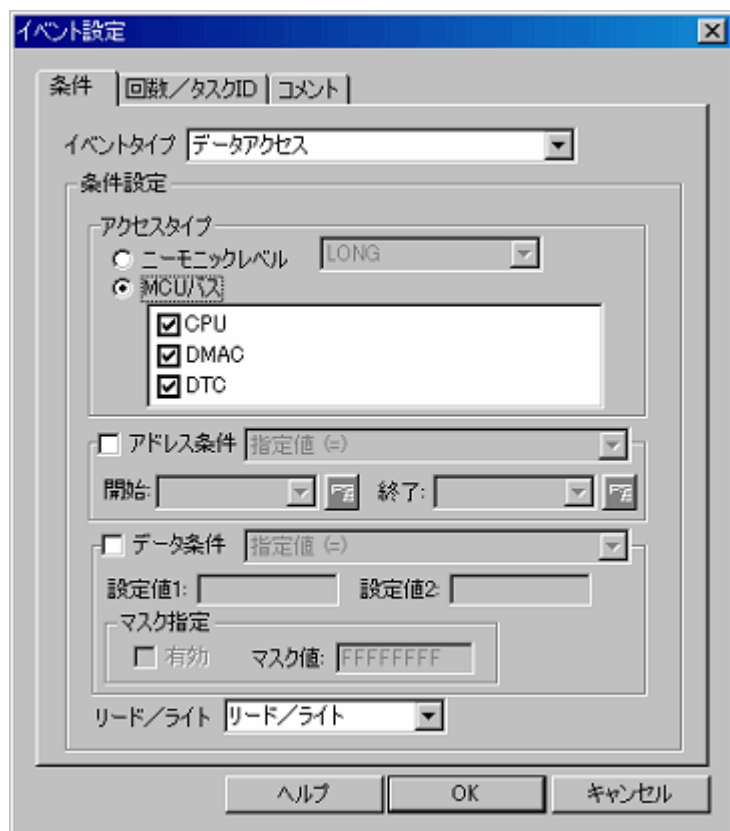 イベント設定
条件 回数／タスクID コメント
イベントタイプ データアクセス
条件設定
アクセスタイプ
ニーモニックレベル LONG
MCUバス
CPU
DMAC
DTC
アドレス条件 指定値 (=)
開始: 終了:
データ条件 指定値 (=)
設定値1: 設定値2:
マスク指定
有効 マスク値: FFFFFFFF
リード／ライト リード／ライト
ヘルプ OK キャンセル